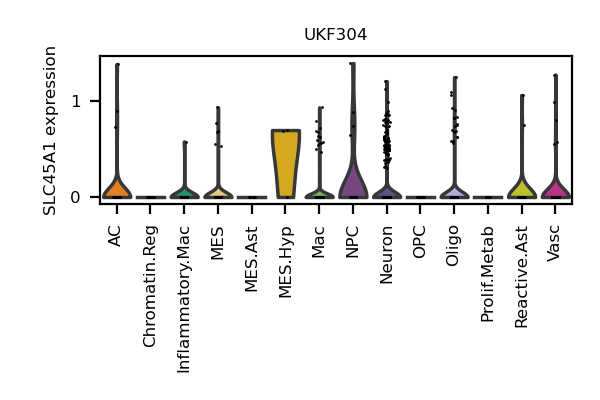 UKF304
SLC45A1 expression
1
0
AC
Chromatin.Reg
Inflammatory.Mac
MES
MES.Ast
MES.Hyp
Mac
NPC
Neuron
OPC
Oligo
Prolif.Metab
Reactive.Ast
Vasc